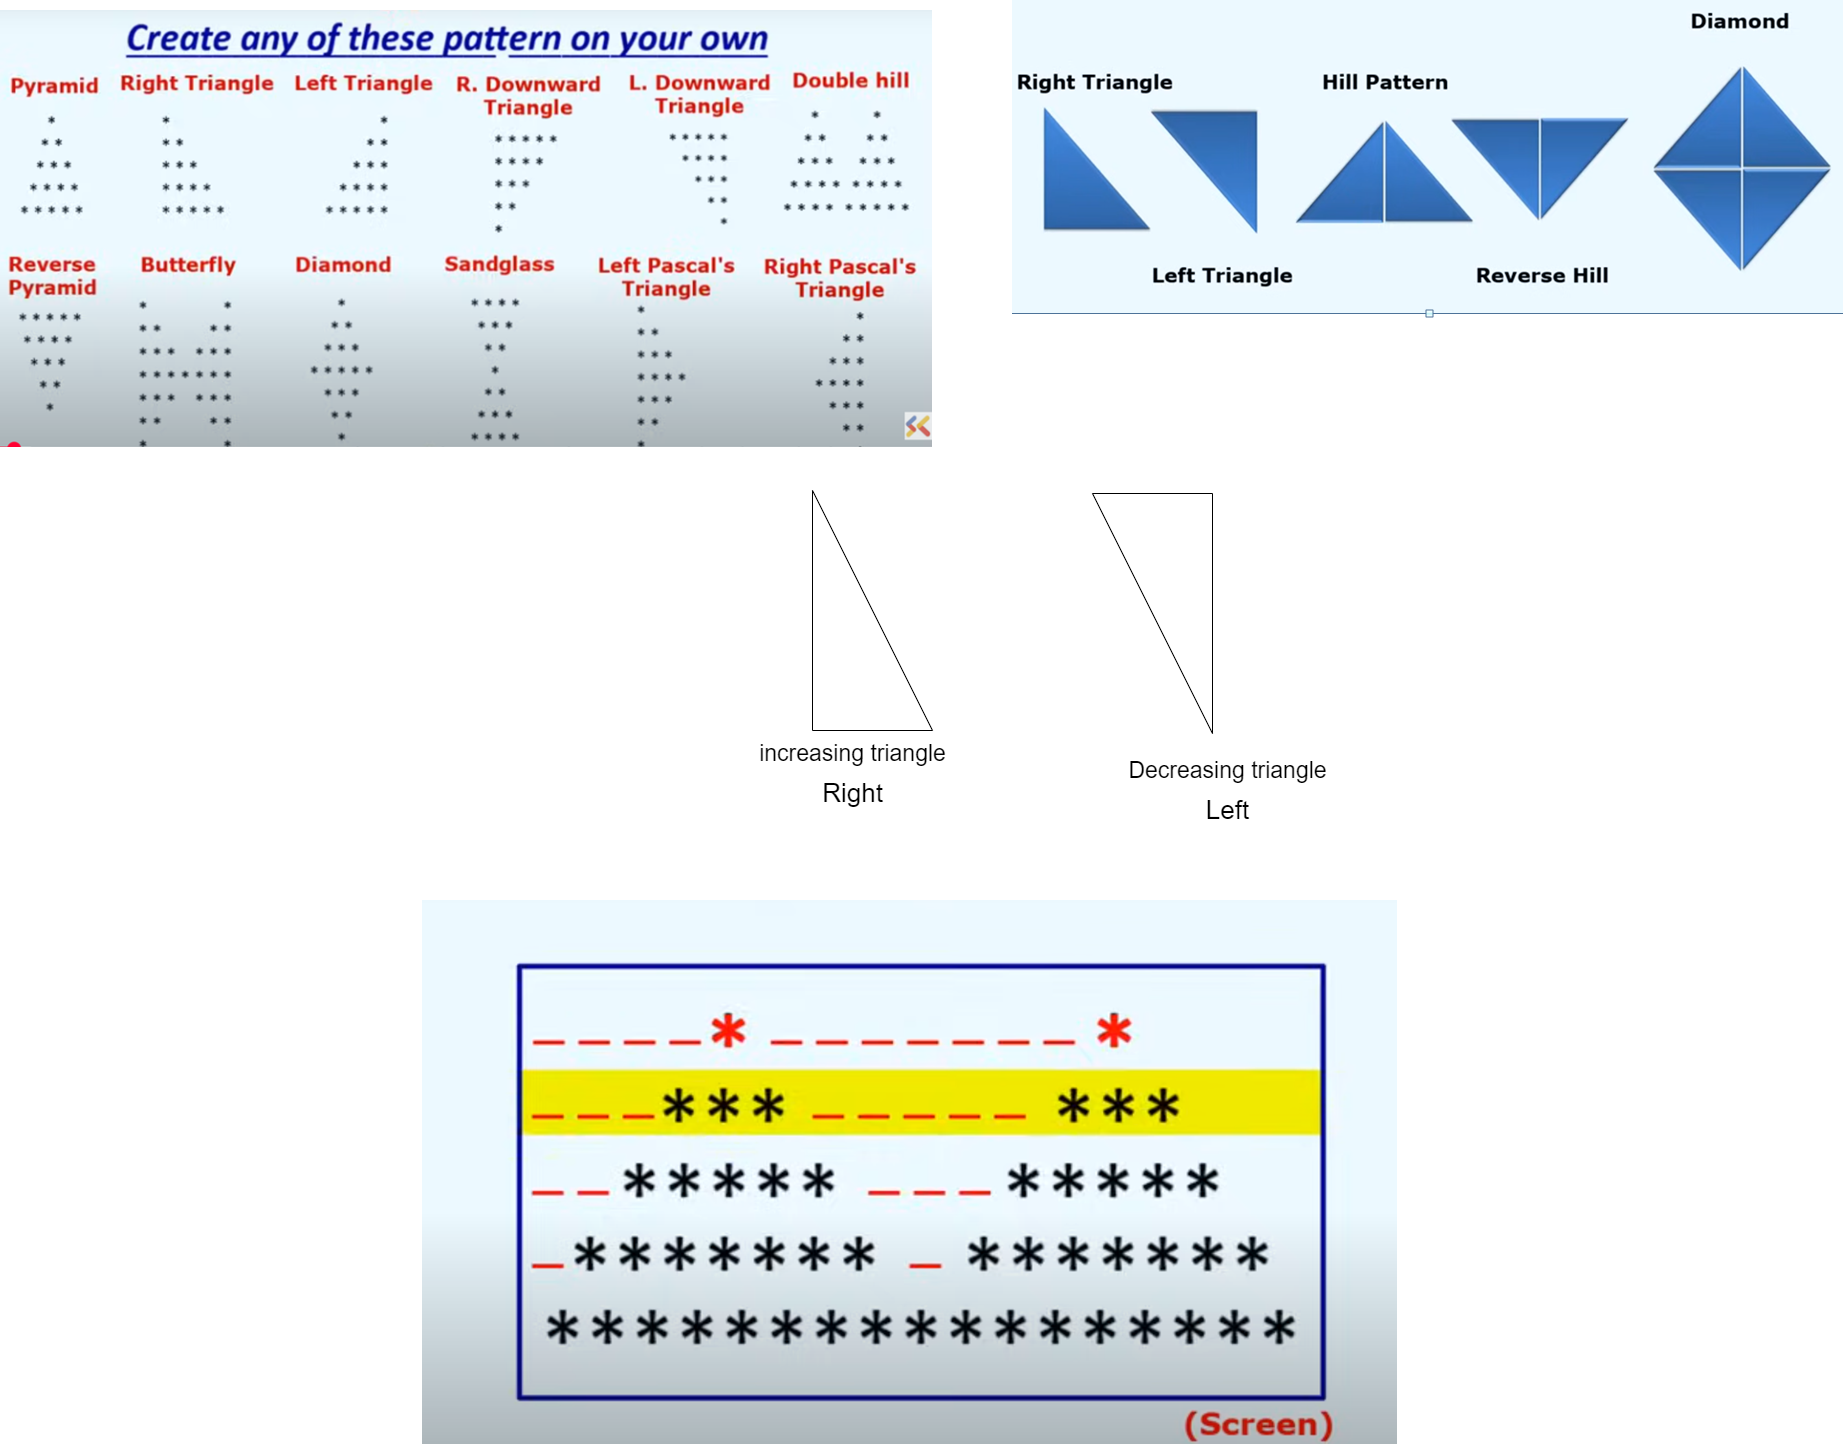 Create any of these pattern on your own
Pyramid Right Triangle Left Triangle R. Downward Triangle L. Downward Triangle Double hill
* * * * * * * * * * * * * * * *
* * * * * * * * * *
* * * * * * * * * * * * * * * * * * * * * * * *
* * * * * * * * * * * * * * * * * * * * * * *
* * * * * * * * * * * * * * * * * * * * * * * * * * *
Reverse Pyramid Butterfly Diamond Sandglass Left Pascal's Triangle Right Pascal's Triangle
Diamond
Right Triangle Hill Pattern
Left Triangle Reverse Hill
increasing triangle
Right
Decreasing triangle
Left
_ _ _ _ * _ _ _ _ _ _ _ *
_ _ _ * * * _ _ _ _ _ * * *
_ _ * * * * * _ _ _ * * * * *
_ * * * * * * * _ * * * * * * *
* * * * * * * * * * * * * * * * *
(Screen)